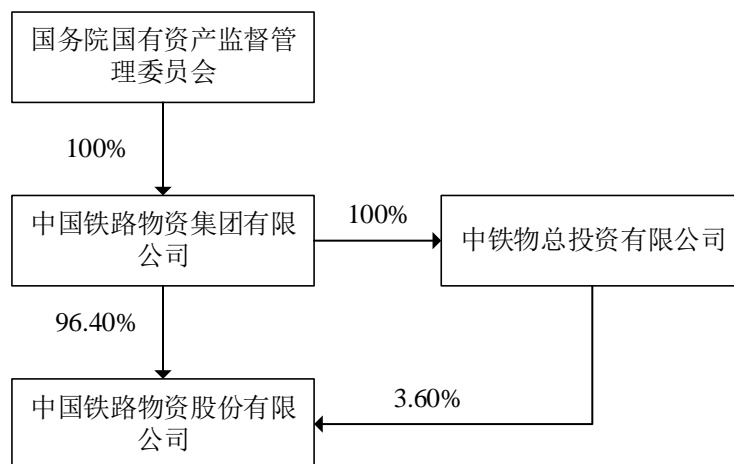 国务院国有资产监督管
理委员会
100%
中国铁路物资集团有限
公司
100%
中铁物总投资有限公司
96.40%
3.60%
中国铁路物资股份有限
公司